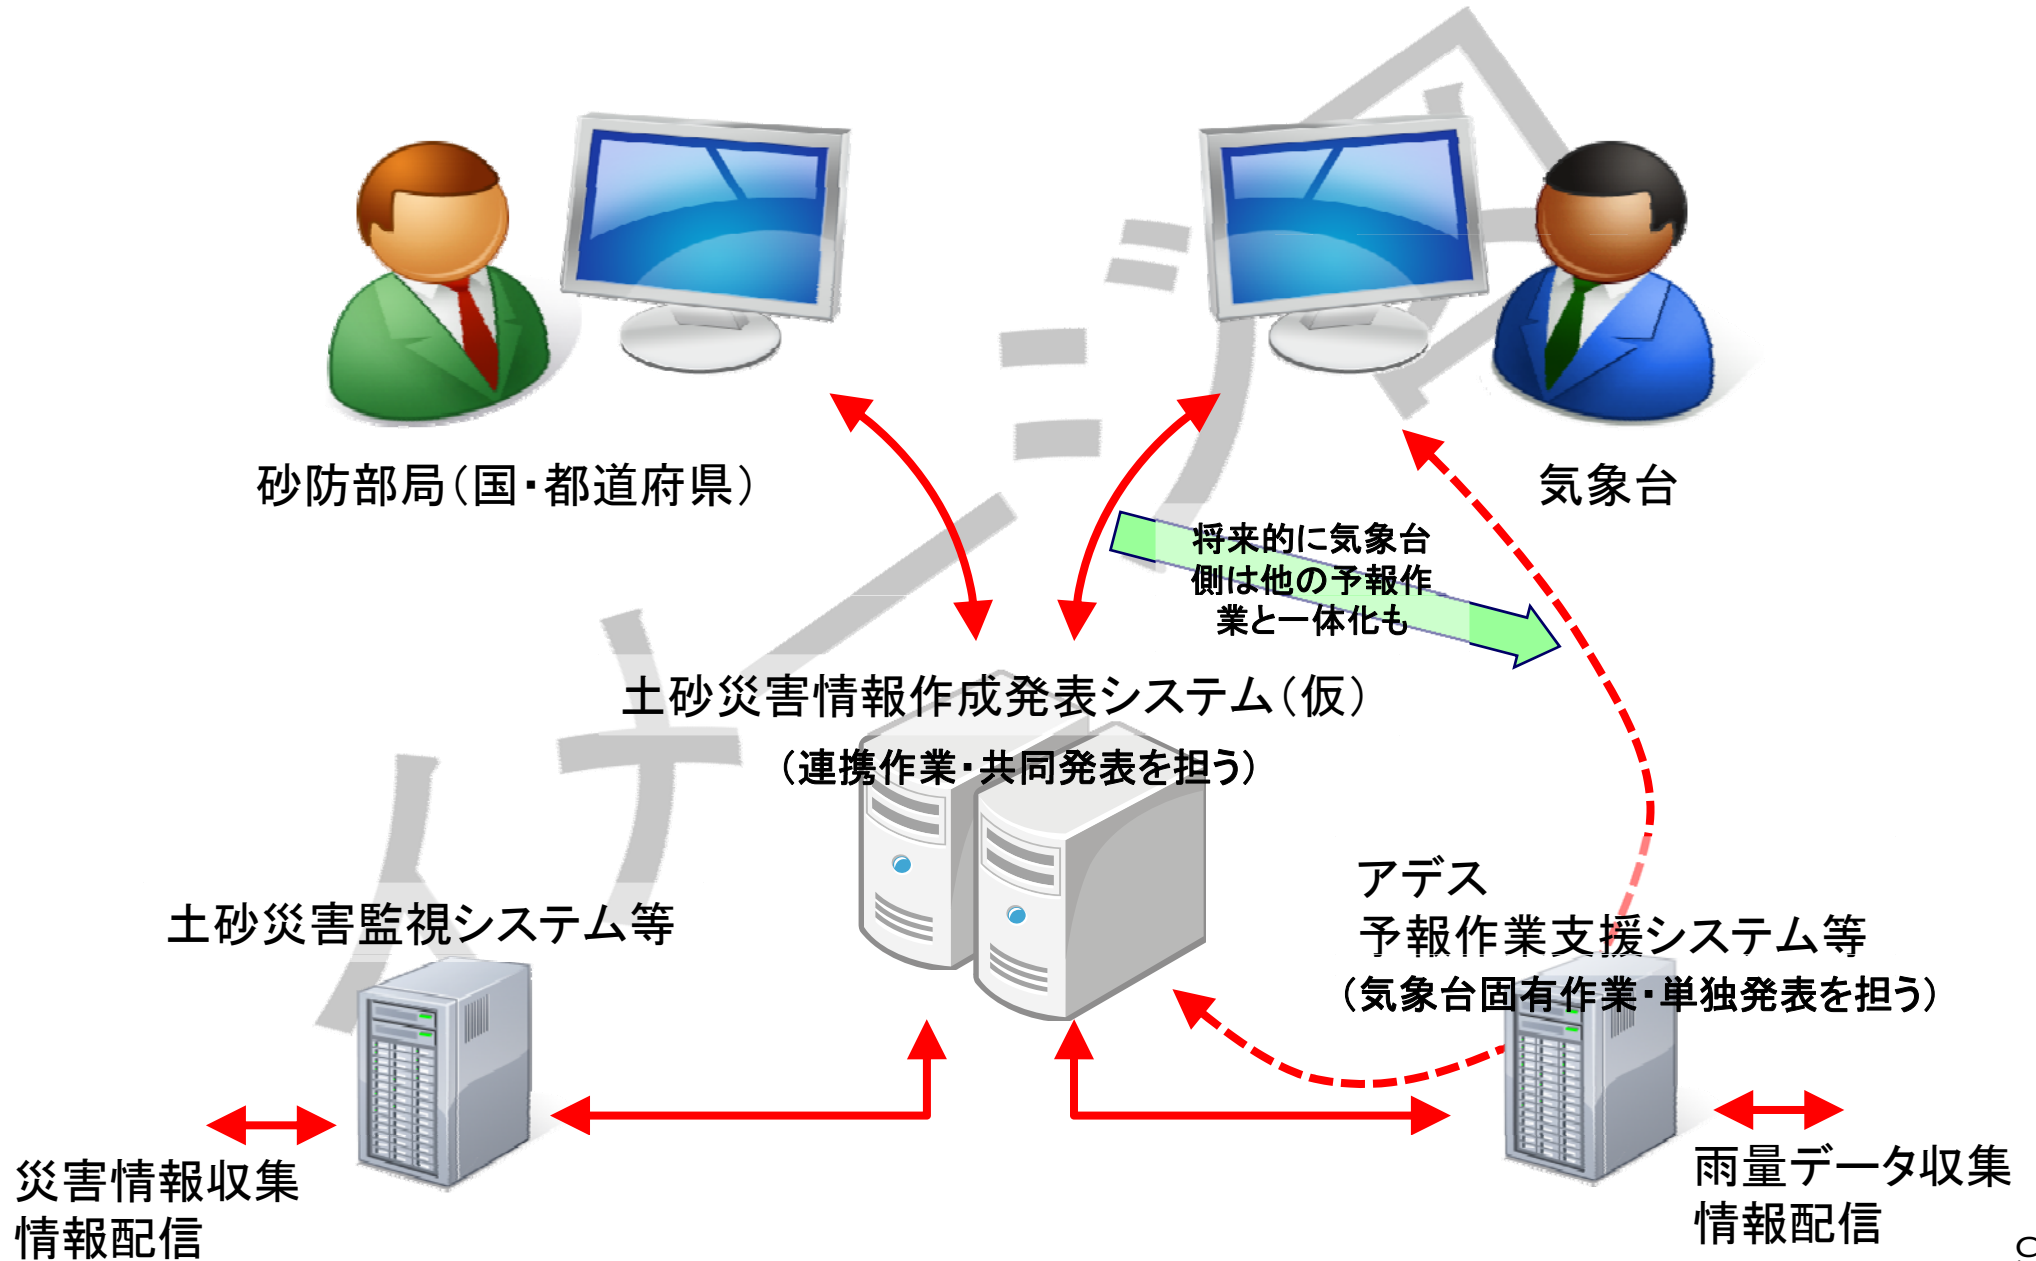 砂防部局（国・都道府県）
気象台
将来的に気象台
側は他の予報作
業と一体化も
土砂災害情報作成発表システム（仮）
（連携作業・共同発表を担う）
アデス
予報作業支援システム等
（気象台固有作業・単独発表を担う）
土砂災害監視システム等
災害情報収集
情報配信
雨量データ収集
情報配信